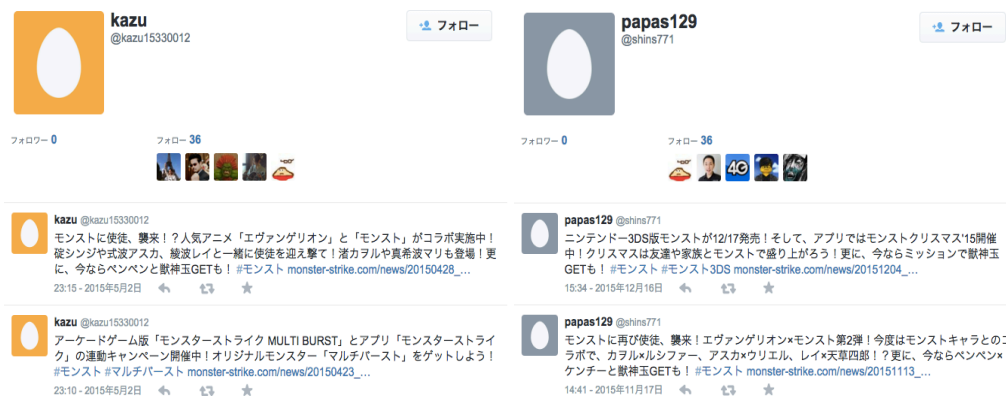 kazu
@kazu15330012
フォロー
フォロワー 0
フォロー 36
kazu @kazu15330012
モンストに使徒、襲来！？人気アニメ「エヴァンゲリオン」と「モンスト」がコラボ実施中！
碇シンジや式波アスカ、綾波レイと一緒に使徒を迎え撃て！渚カヲルや真希波マリも登場！更
に、今ならペンペンと獣神玉GETも！ #モンスト monster-strike.com/news/20150428_...
23:15 - 2015年5月2日
kazu @kazu15330012
アーケードゲーム版「モンスターストライク MULTI BURST」とアプリ「モンスターストライ
ク」の連動キャンペーン開催中！オリジナルモンスター「マルチバースト」をゲットしよう！
#モンスト #マルチバースト monster-strike.com/news/20150423_...
23:10 - 2015年5月2日
papas129
@shins771
フォロー
フォロワー 0
フォロー 36
4G
papas129 @shins771
ニンテンドー3DS版モンストが12/17発売！そして、アプリではモンストクリスマス'15開催
中！クリスマスは友達や家族とモンストで盛り上がろう！更に、今ならミッションで獣神玉
GETも！ #モンスト #モンスト3DS monster-strike.com/news/20151204_...
15:34 - 2015年12月16日
papas129 @shins771
モンストに再び使徒、襲来！エヴァンゲリオン×モンスト第2弾！今度はモンストキャラとのコ
ラボで、カヲル×ルシファー、アスカ×ウリエル、レイ×天草四郎！？更に、今ならペンペン×
ケンチーと獣神玉GETも！ #モンスト monster-strike.com/news/20151113_...
14:41 - 2015年11月17日